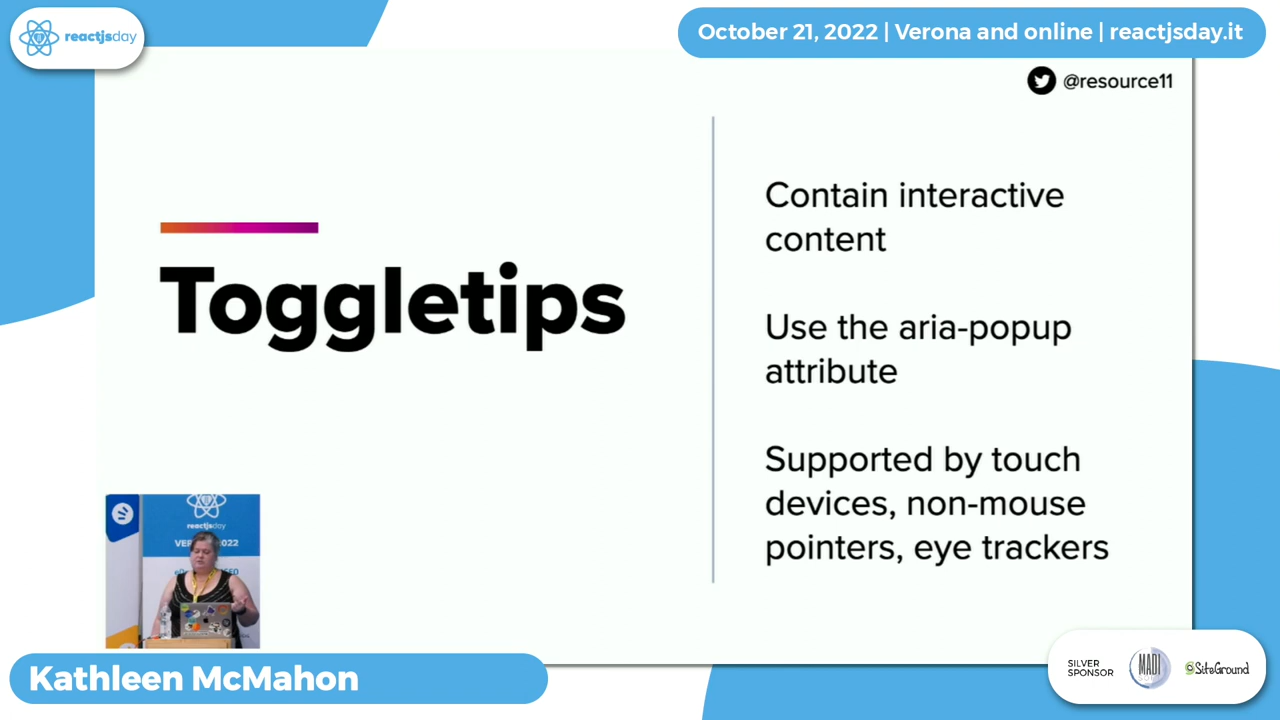 reactjsday
October 21, 2022 | Verona and online | reactjsday.it
@resource11
Toggletips
Contain interactive
content
Use the aria-popup
attribute
Supported by touch
devices, non-mouse
pointers, eye trackers
reactjsday
Kathleen McMahon
SILVER
SPONSOR
MADI
SiteGround